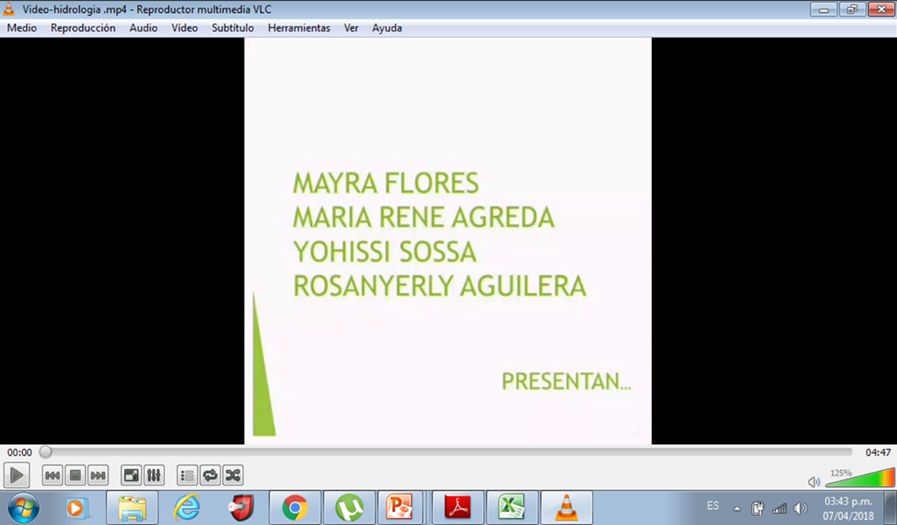 Video-hidrologia .mp4 - Reproductor multimedia VLC
Medio Reproducción Audio Vídeo Subtítulo Herramientas Ver Ayuda
MAYRA FLORES
MARIA RENE AGREDA
YOHISSI SOSSA
ROSANYERLY AGUILERA
PRESENTAN...
00:00 04:47
125%
ES 03:43 p.m.
07/04/2018